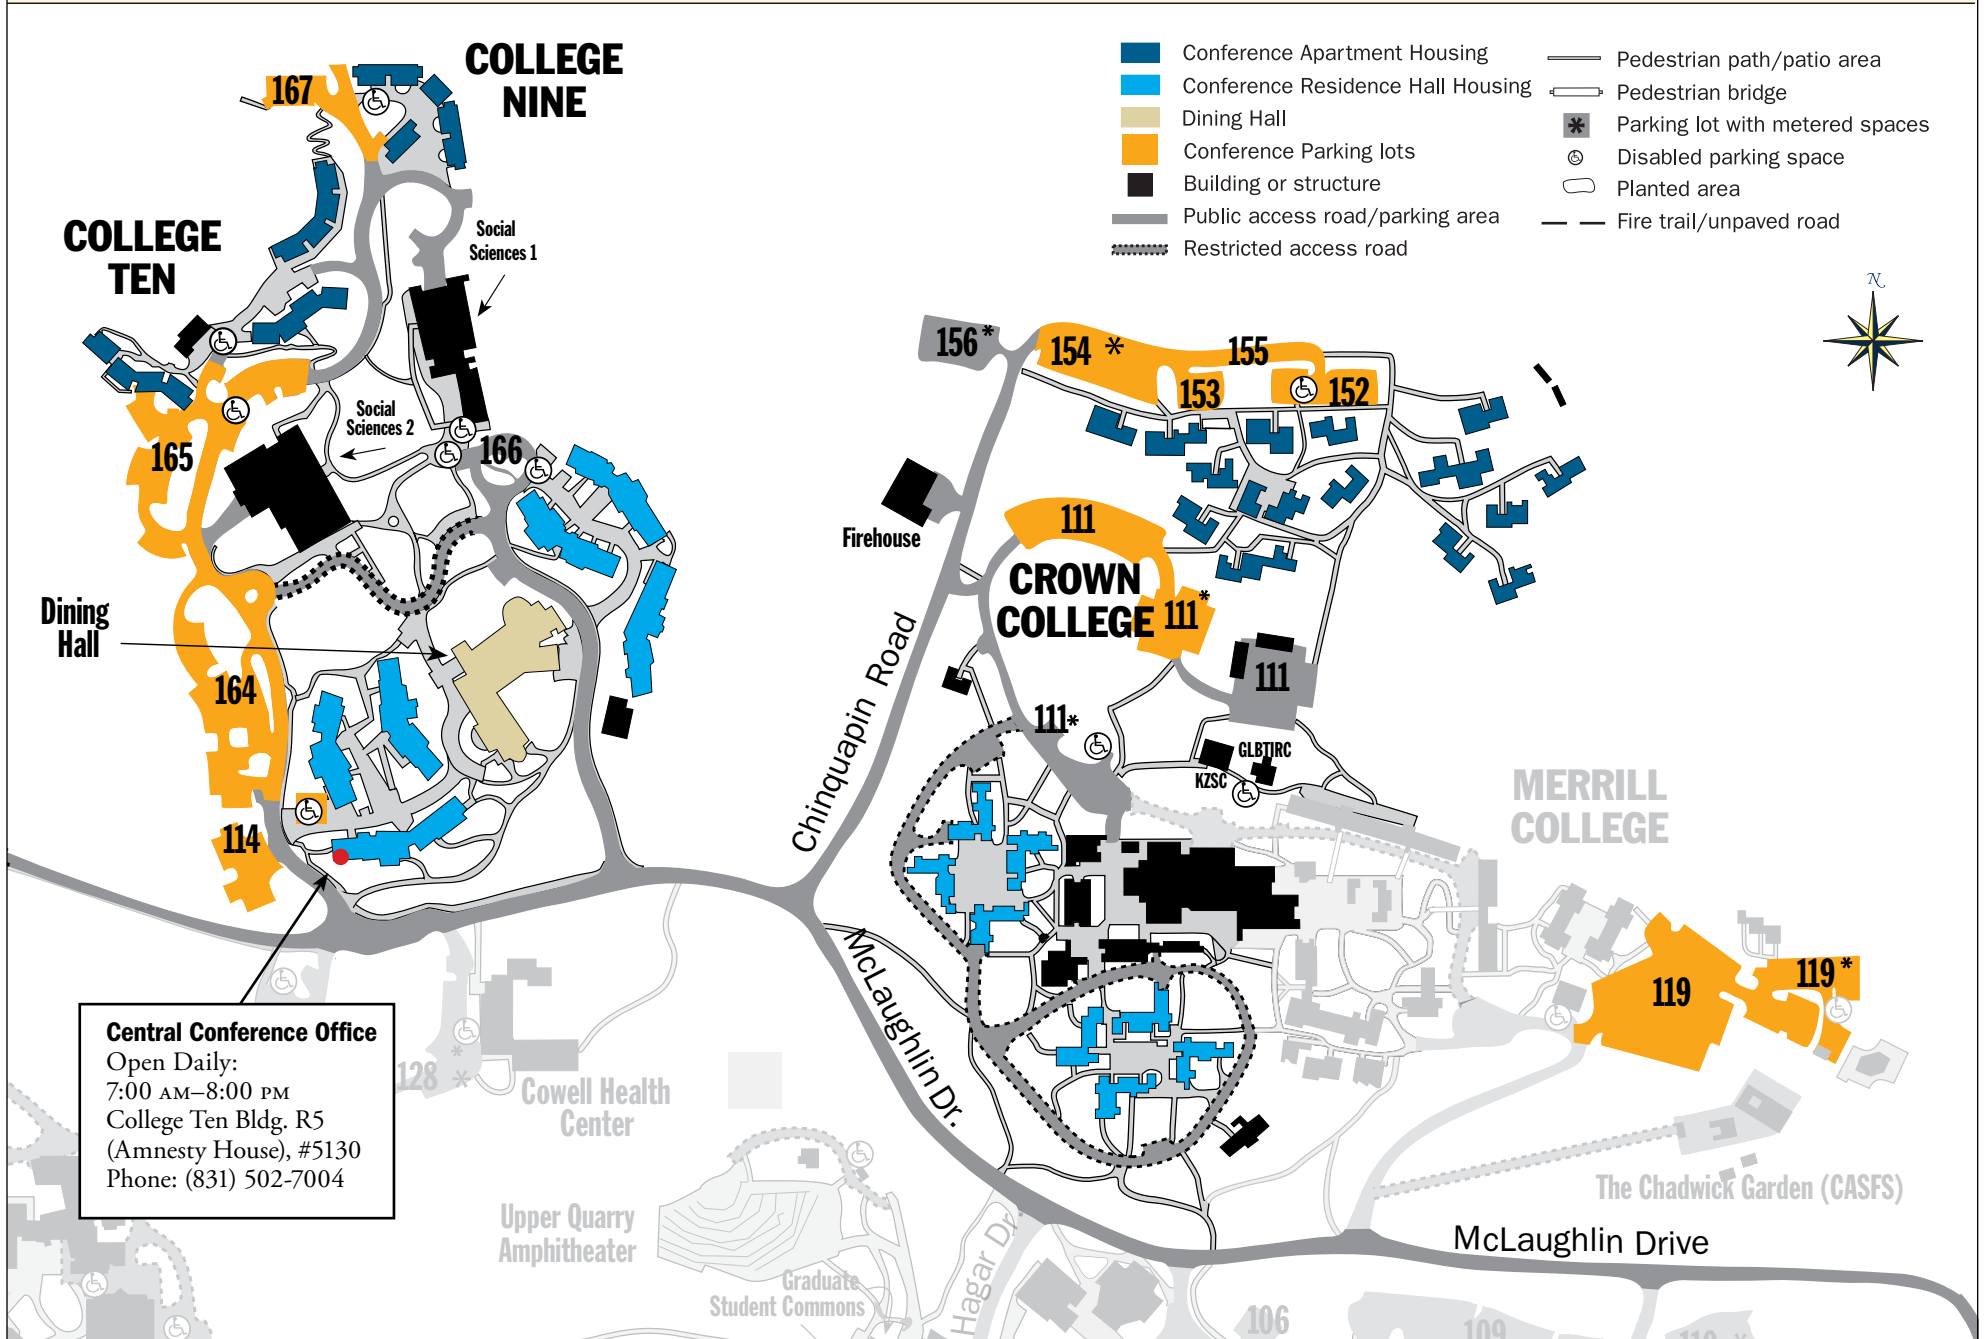 COLLEGE
NINE
167
COLLEGE
TEN
Social
Sciences 1
Social
Sciences 2
165
166
Dining
Hall
164
114
Conference Apartment Housing
Conference Residence Hall Housing
Dining Hall
Conference Parking lots
Building or structure
Public access road/parking area
Restricted access road
Pedestrian path/patio area
Pedestrian bridge
* Parking lot with metered spaces
Disabled parking space
Planted area
Fire trail/unpaved road
N
156*
154 *
155
153
152
Firehouse
111
CROWN
COLLEGE
111*
111
111*
Chinquapin Road
GLBTIRC
KZSC
MERRILL
COLLEGE
119
119*
McLaughlin Dr.
Central Conference Office
Open Daily:
7:00 AM–8:00 PM
College Ten Bldg. R5
(Amnesty House), #5130
Phone: (831) 502-7004
128 *
*
Cowell Health
Center
Upper Quarry
Amphitheater
Graduate
Student Commons
Hagar Dr.
The Chadwick Garden (CASFS)
McLaughlin Drive
106
109